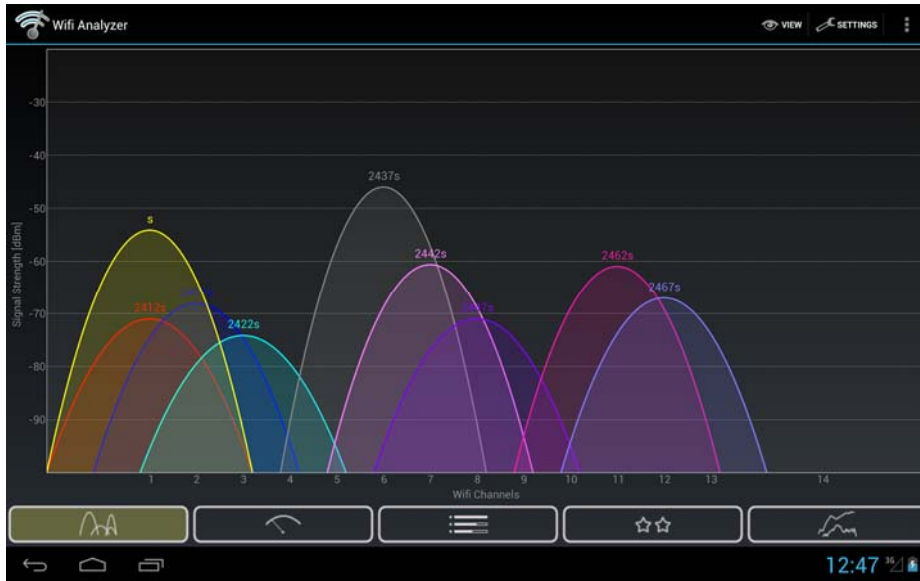 Wifi Analyzer
VIEW
SETTINGS
-30
-40
-50
-60
-70
-80
-90
Signal Strength [dBm]
2437s
s
2442s
2462s
2467s
2412s
2422s
1 2 3 4 5 6 7 8 9 10 11 12 13 14
Wifi Channels
12:47
3G